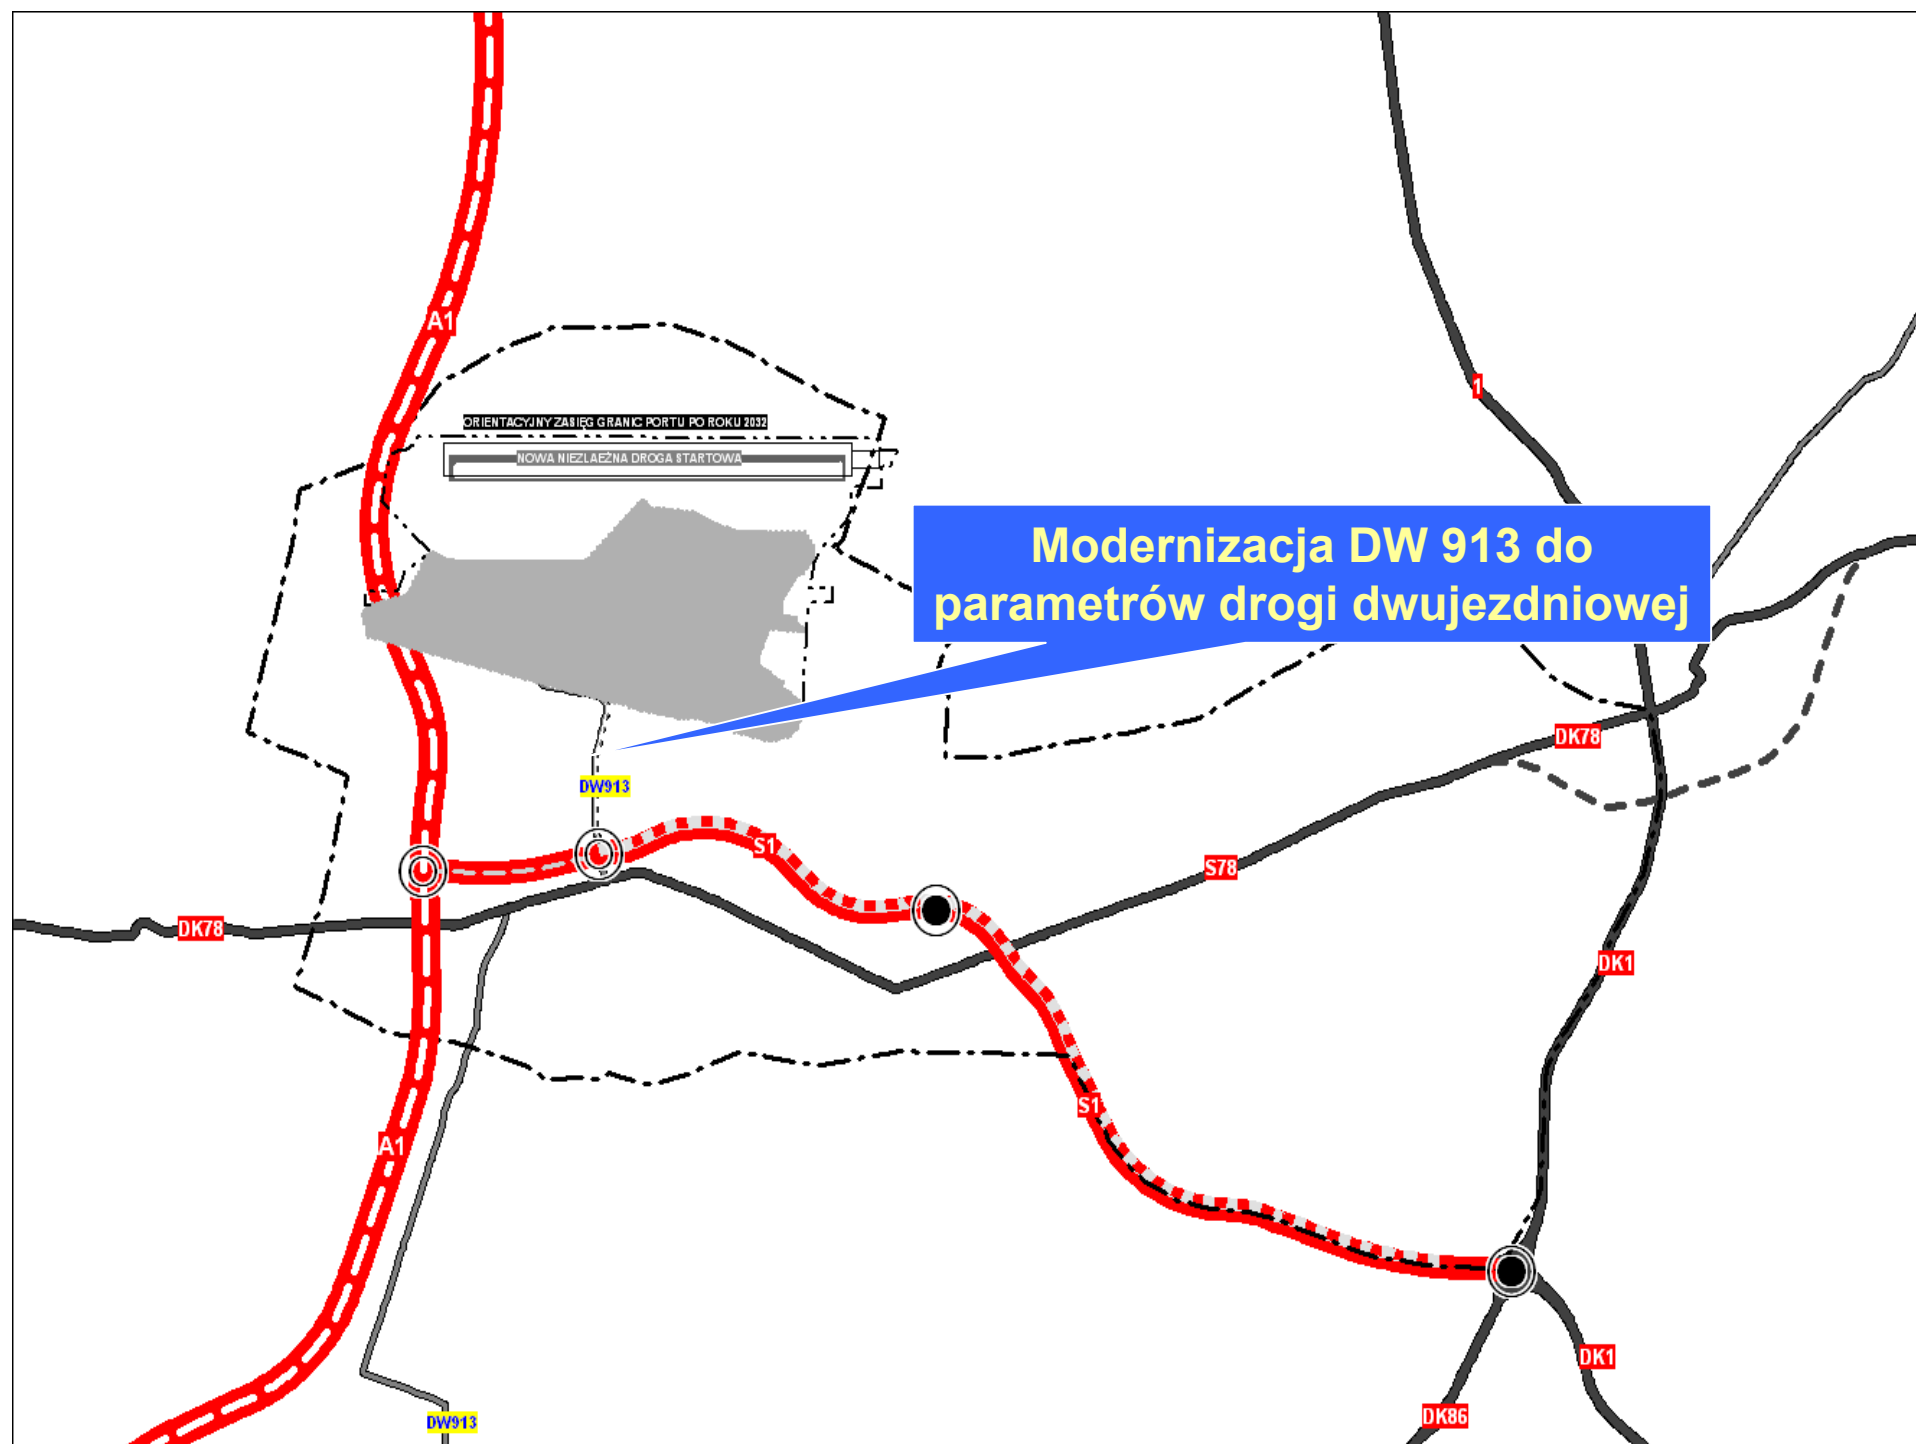 A1
1
ORIENTACYJNY ZASIĘG GRANIC PORTU PO ROKU 2032
NOWA NIEZLAEŻNA DROGA STARTOWA
Modernizacja DW 913 do
parametrów drogi dwujezdniowej
DK78
DW913
S1
S78
DK78
DK1
S1
A1
DK1
DW913
DK86